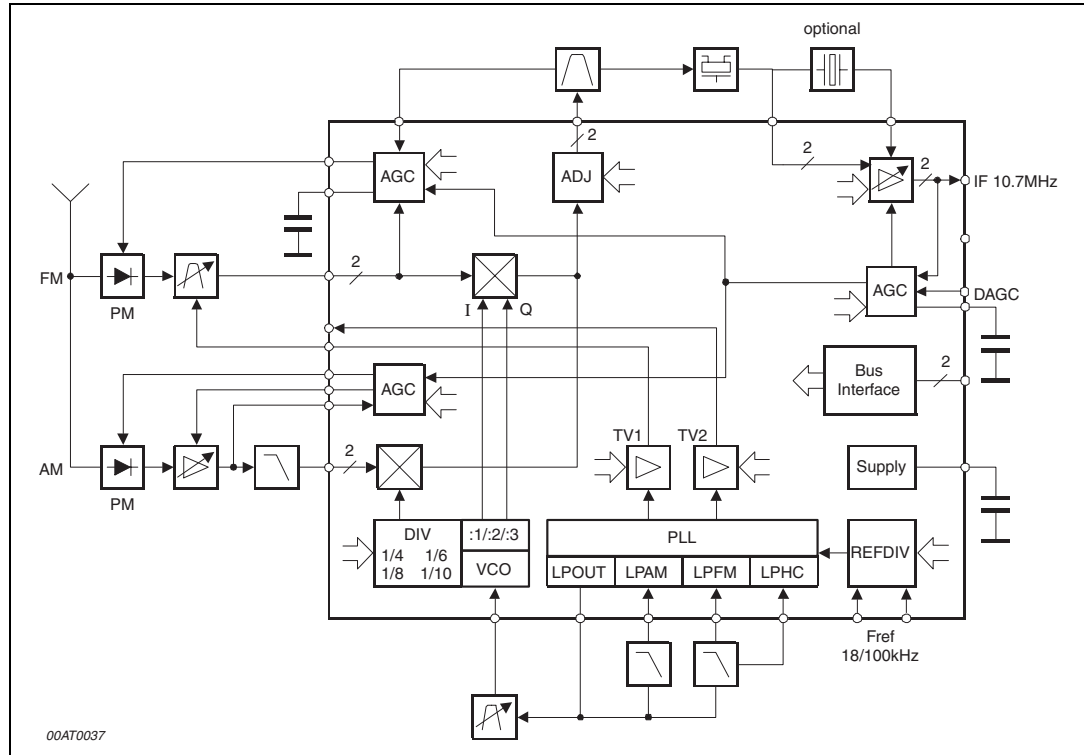 optional
2
2
2
AGC
ADJ
IF 10.7MHz
FM
PM
2
I
Q
AGC
DAGC
AGC
Bus
Interface
2
TV1
TV2
AM
PM
2
Supply
DIV
1/4 1/6
1/8 1/10
:1/:2/:3
VCO
PLL
LPOUT
LPAM
LPFM
LPHC
REFDIV
Fref
18/100kHz
00AT0037